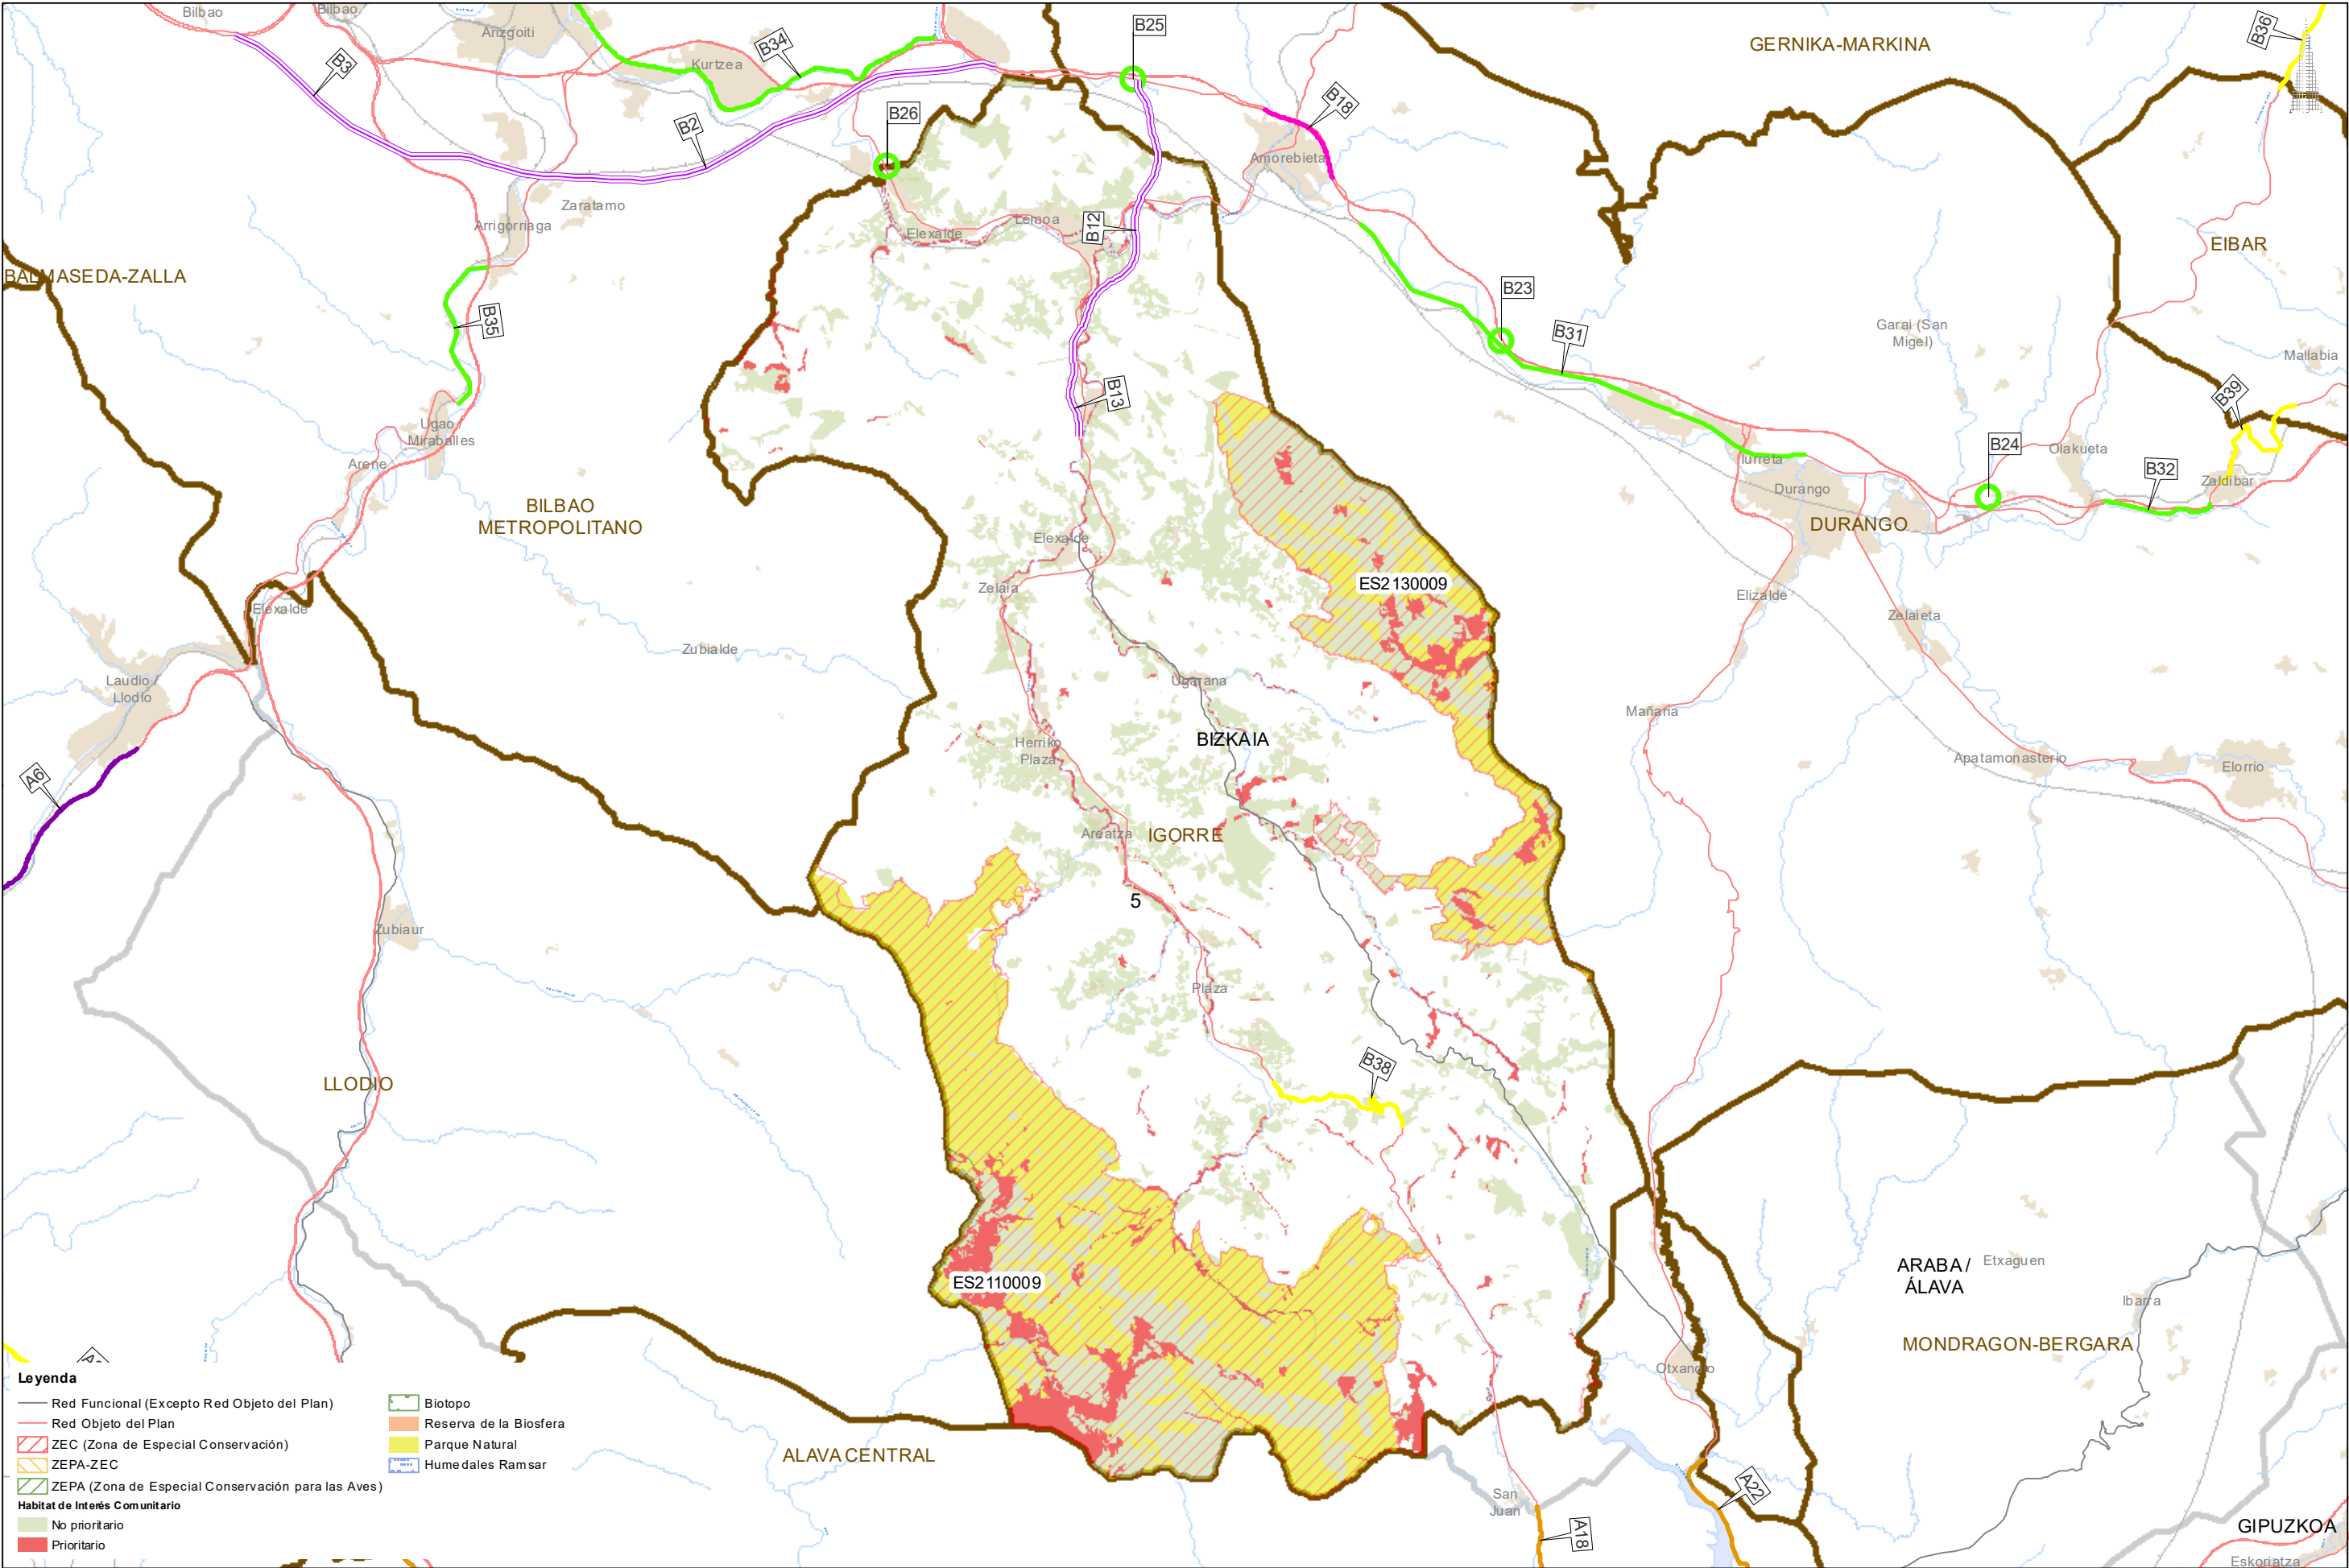 Bilbao
Bilbao
Arizgoiti
B34
Kurtzea
B25
GERNIKA-MARKINA
B36
B3
B26
B18
B2
Amorebieta
Zaratamo
Arrigorriaga
Elexalde
Lemoa
B12
EIBAR
BALMASEDA-ZALLA
B35
B23
B31
Garai (San
Migel)
Mallabia
B13
B39
Ugao
Miraballes
Arene
B24
Olakueta
Iurreta
B32
Zaldibar
Durango
BILBAO
METROPOLITANO
DURANGO
Elexalde
ES2130009
Zelaia
Elizalde
Elexalde
Zelaieta
Zubialde
Laudio /
Llodio
Ugarana
Mañaria
BIZKAIA
Herriko
Plaza
Apatamonasterio
Elorrio
A6
Areatza
IGORRE
5
Zubiaur
Plaza
B38
LLODIO
ARABA /
ÁLAVA
Etxaguen
ES2110009
Ibarra
MONDRAGON-BERGARA
Otxandio
ALAVA CENTRAL
San
Juan
A22
A18
GIPUZKOA
Eskoriatza
Leyenda
Red Funcional (Excepto Red Objeto del Plan)
Red Objeto del Plan
ZEC (Zona de Especial Conservación)
ZEPA-ZEC
ZEPA (Zona de Especial Conservación para las Aves)
Habitat de Interés Comunitario
No prioritario
Prioritario
Biotopo
Reserva de la Biosfera
Parque Natural
Humedales Ramsar